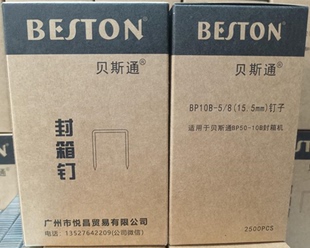 BESTON
贝斯通®
封箱钉
广州市悦昌贸易有限公司
电话：13527642209(公司微信)
BESTON
贝斯通®
BP10B-5/8(15.5mm)钉子
适用于贝斯通BP50-10B封箱机
2500PCS